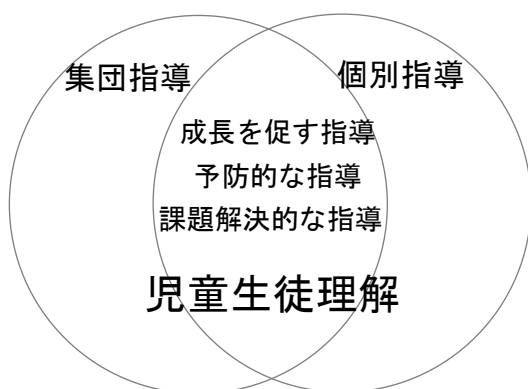 集団指導
個別指導
成長を促す指導
予防的な指導
課題解決的な指導
児童生徒理解